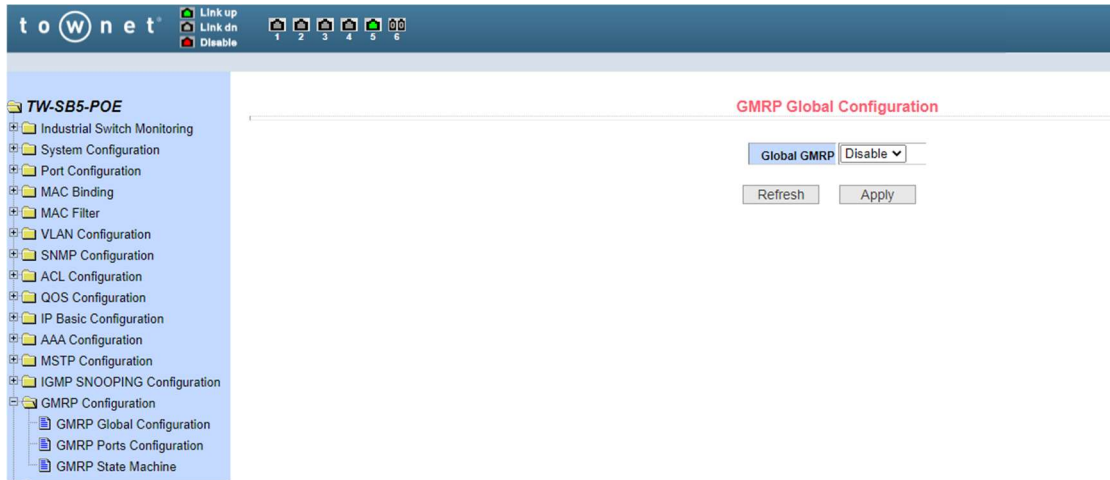 townet
Link up
Link dn
Disable
1 2 3 4 5 6
TW-SB5-POE
Industrial Switch Monitoring
System Configuration
Port Configuration
MAC Binding
MAC Filter
VLAN Configuration
SNMP Configuration
ACL Configuration
QOS Configuration
IP Basic Configuration
AAA Configuration
MSTP Configuration
IGMP SNOOPING Configuration
GMRP Configuration
GMRP Global Configuration
GMRP Ports Configuration
GMRP State Machine
GMRP Global Configuration
Global GMRP Disable
Refresh Apply